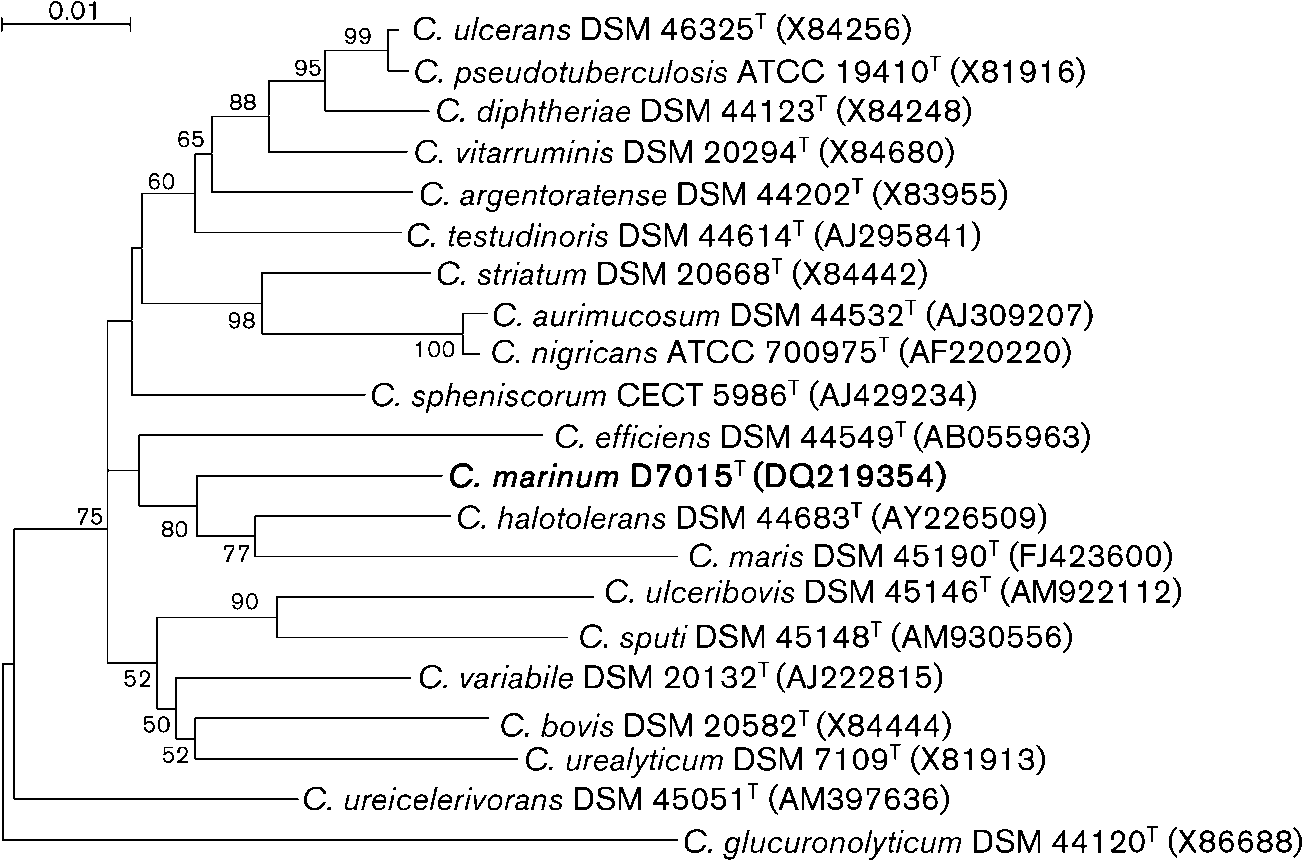 0.01
99
C. ulcerans DSM 46325ᵀ (X84256)
C. pseudotuberculosis ATCC 19410ᵀ (X81916)
95
C. diphtheriae DSM 44123ᵀ (X84248)
88
C. vitarruminis DSM 20294ᵀ (X84680)
65
C. argentoratense DSM 44202ᵀ (X83955)
60
C. testudinoris DSM 44614ᵀ (AJ295841)
C. striatum DSM 20668ᵀ (X84442)
98
C. aurimucosum DSM 44532ᵀ (AJ309207)
100
C. nigricans ATCC 700975ᵀ (AF220220)
C. spheniscorum CECT 5986ᵀ (AJ429234)
C. efficiens DSM 44549ᵀ (AB055963)
C. marinum D7015ᵀ (DQ219354)
75
80
C. halotolerans DSM 44683ᵀ (AY226509)
77
C. maris DSM 45190ᵀ (FJ423600)
90
C. ulceribovis DSM 45146ᵀ (AM922112)
C. sputi DSM 45148ᵀ (AM930556)
52
C. variabile DSM 20132ᵀ (AJ222815)
50
C. bovis DSM 20582ᵀ (X84444)
52
C. urealyticum DSM 7109ᵀ (X81913)
C. ureicelerivorans DSM 45051ᵀ (AM397636)
C. glucuronolyticum DSM 44120ᵀ (X86688)